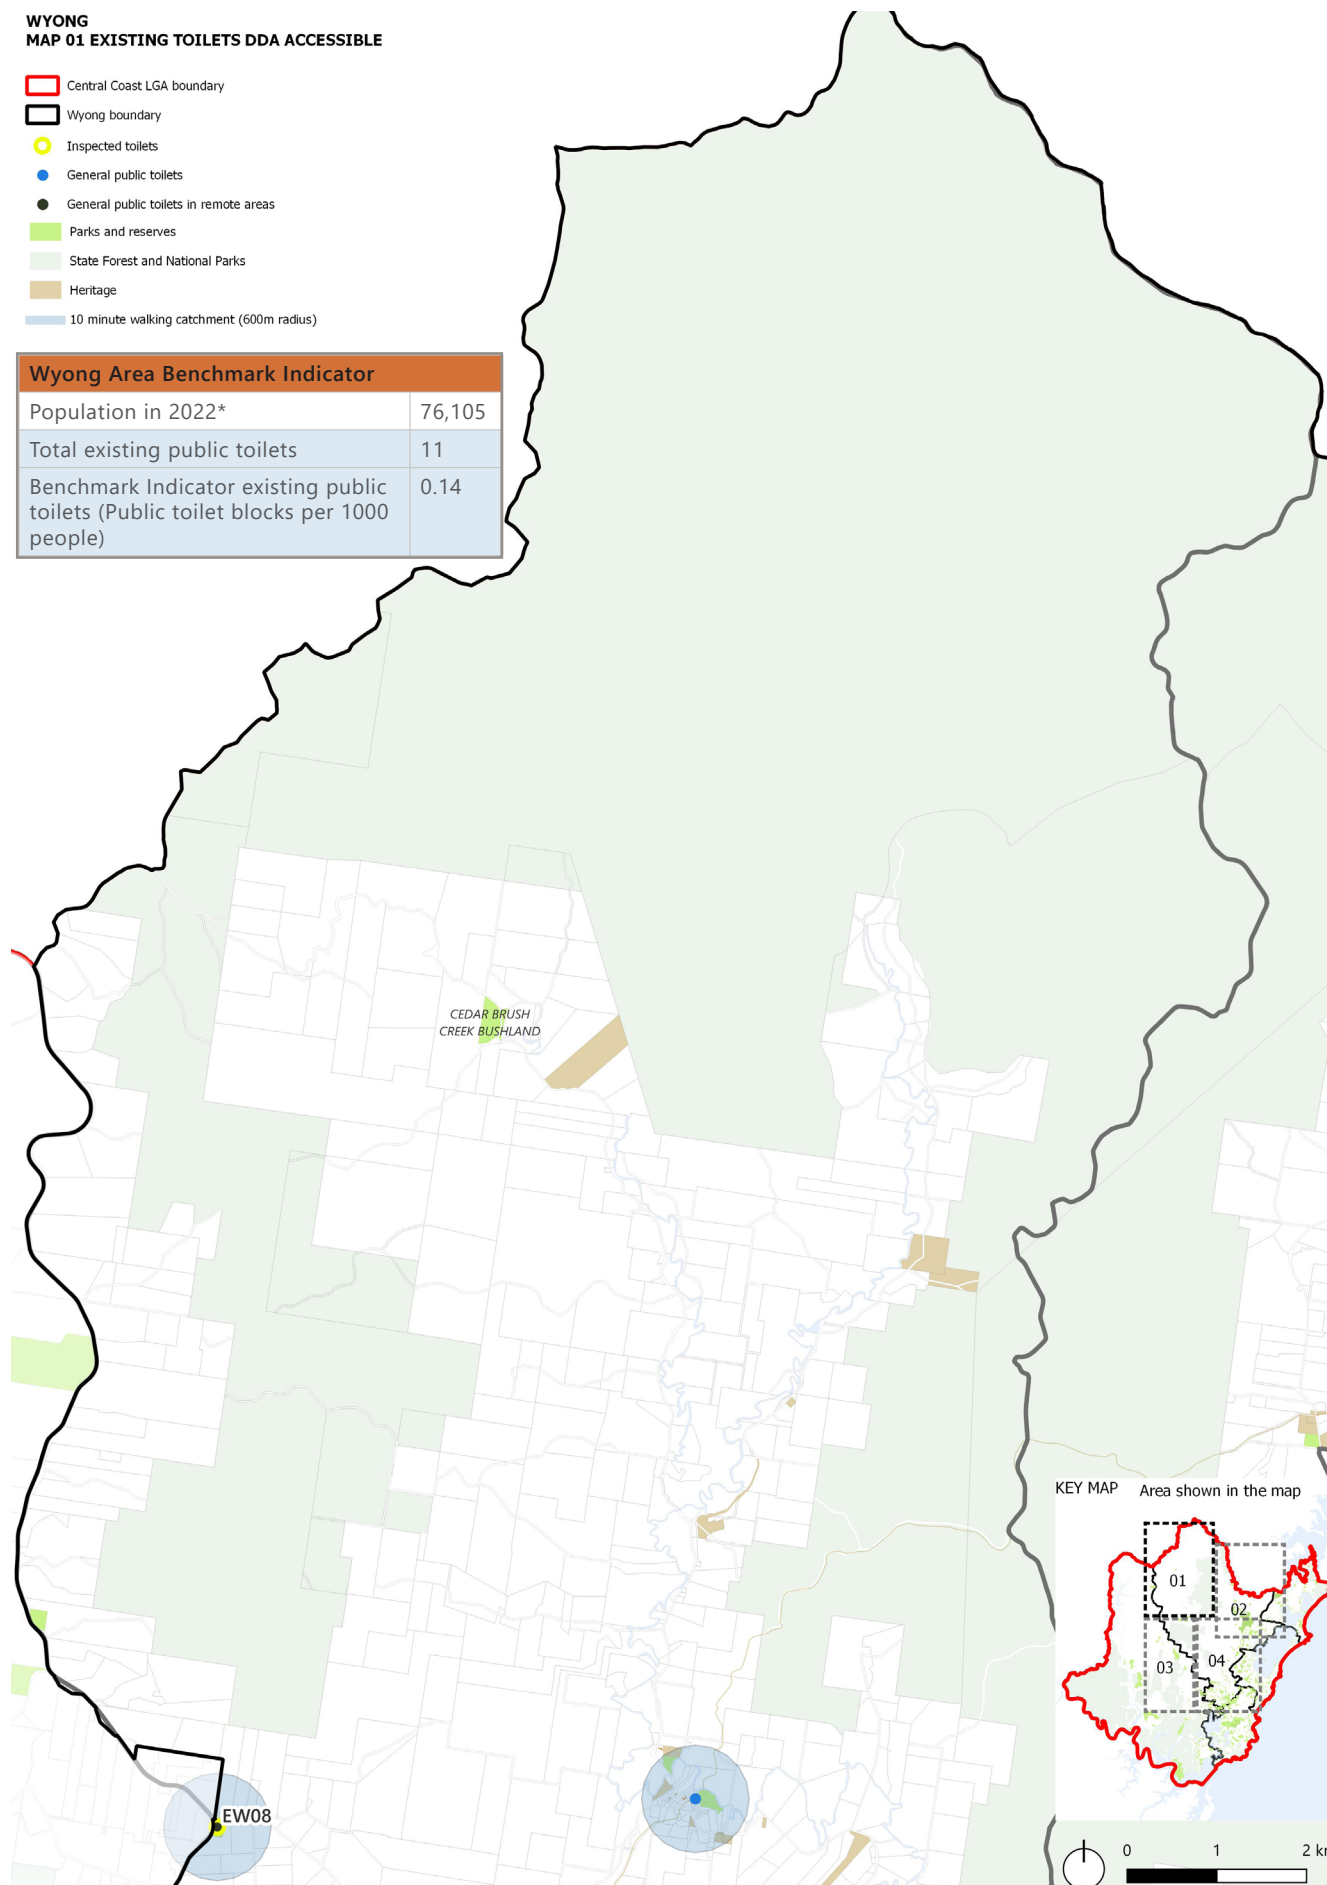 WYONG
MAP 01 EXISTING TOILETS DDA ACCESSIBLE
Central Coast LGA boundary
Wyong boundary
Inspected toilets
General public toilets
General public toilets in remote areas
Parks and reserves
State Forest and National Parks
Heritage
10 minute walking catchment (600m radius)
Wyong Area Benchmark Indicator
Population in 2022* 76,105
Total existing public toilets 11
Benchmark Indicator existing public 0.14
toilets (Public toilet blocks per 1000
people)
CEDAR BRUSH
CREEK BUSHLAND
KEY MAP Area shown in the map
01
02
03
04
EW08
0 1 2 km